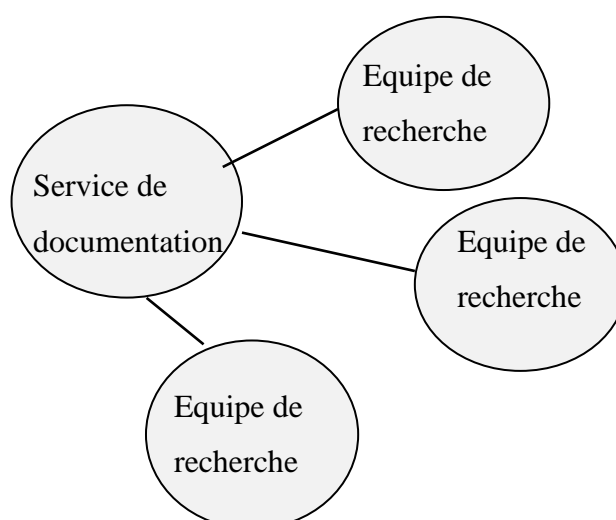 Equipe de
recherche
Service de
documentation
Equipe de
recherche
Equipe de
recherche